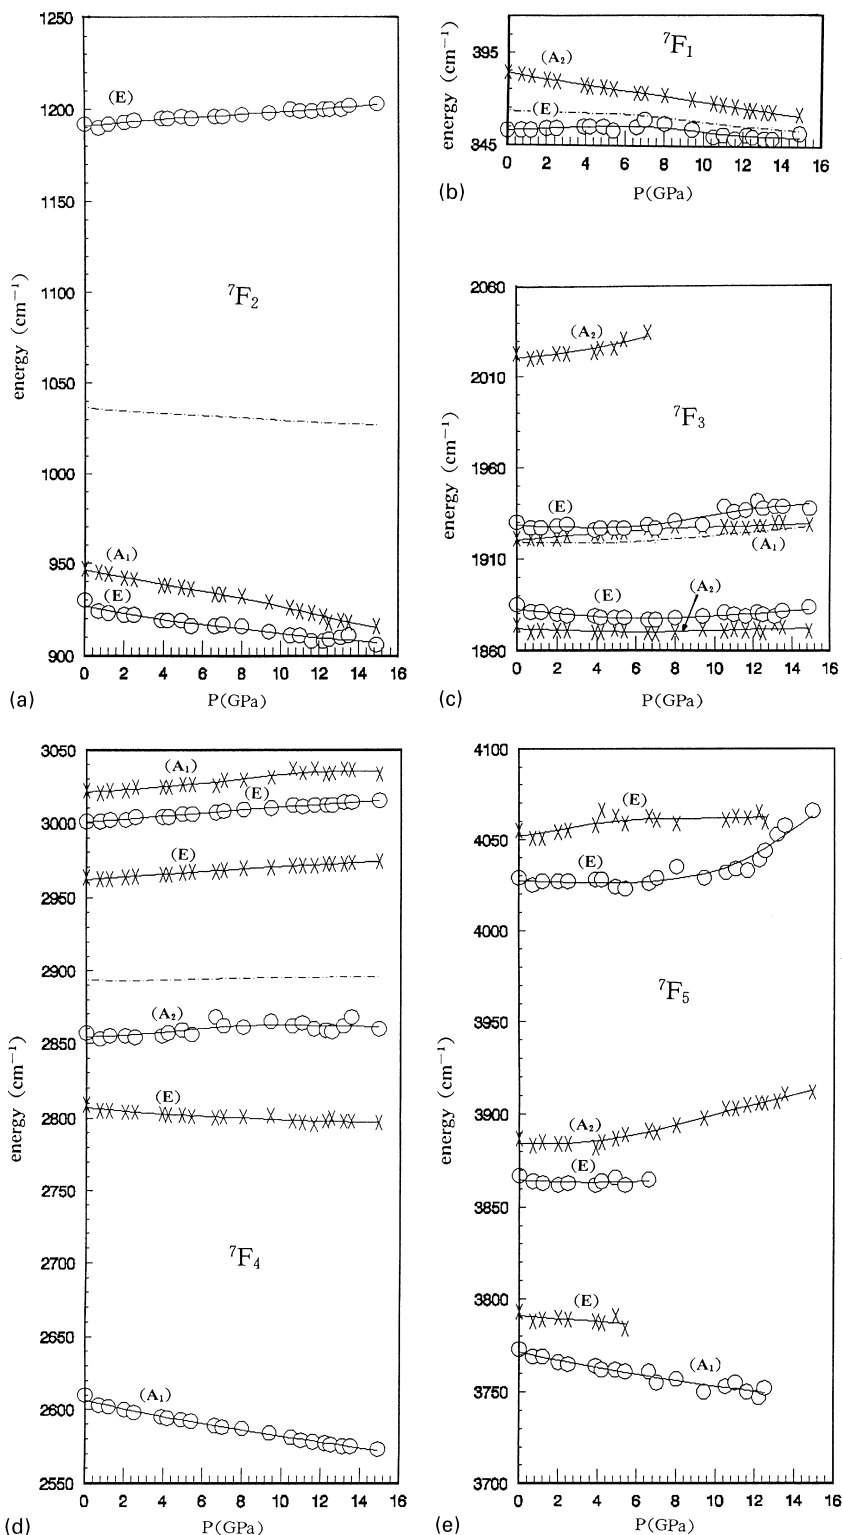 1250
1200
1150
1100
1050
1000
950
900
energy (cm⁻¹)
(E)
⁷F₂
(A₁)
(E)
0 2 4 6 8 10 12 14 16
P(GPa)
(a)
395
345
energy (cm⁻¹)
⁷F₁
(A₂)
(E)
0 2 4 6 8 10 12 14 16
P(GPa)
(b)
2060
2010
1960
1910
1860
energy (cm⁻¹)
(A₂)
⁷F₃
(E)
(A₁)
(E)
(A₂)
0 2 4 6 8 10 12 14 16
P(GPa)
(c)
3050
3000
2950
2900
2850
2800
2750
2700
2650
2600
2550
energy (cm⁻¹)
(A₁)
(E)
(E)
(A₂)
(E)
⁷F₄
(A₁)
0 2 4 6 8 10 12 14 16
P(GPa)
(d)
4100
4050
4000
3950
3900
3850
3800
3750
3700
energy (cm⁻¹)
(E)
(E)
⁷F₅
(A₂)
(E)
(E)
(A₁)
0 2 4 6 8 10 12 14 16
P(GPa)
(e)